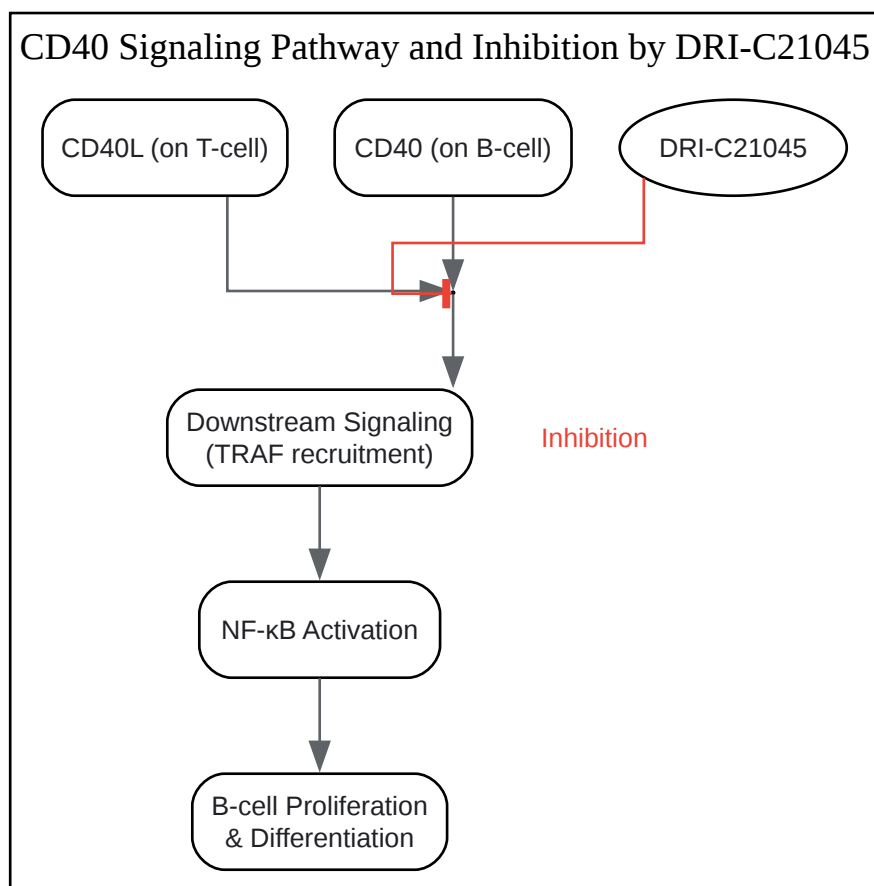 CD40 Signaling Pathway and Inhibition by DRI-C21045
CD40L (on T-cell)
CD40 (on B-cell)
DRI-C21045
Downstream Signaling
(TRAF recruitment)
Inhibition
NF-κB Activation
B-cell Proliferation
& Differentiation